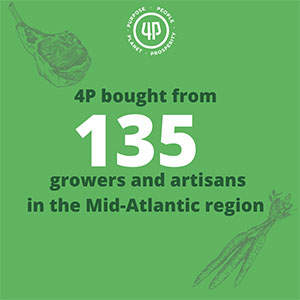 PURPOSE · PEOPLE · PROSPERITY · PLANET
4P
4P bought from
135
growers and artisans
in the Mid-Atlantic region